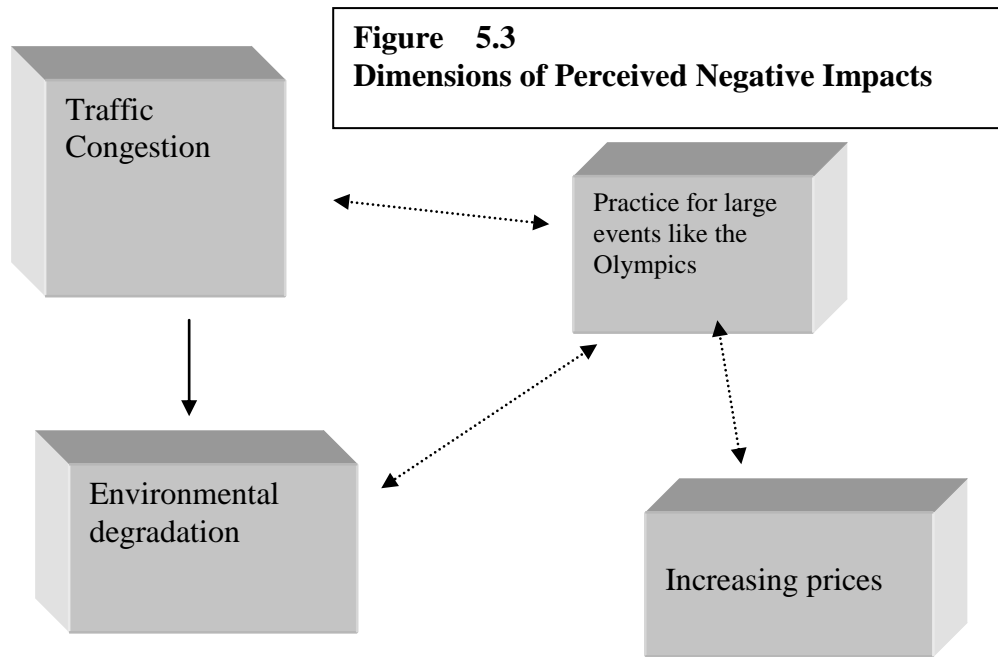 Figure 5.3
Dimensions of Perceived Negative Impacts
Traffic
Congestion
Practice for large
events like the
Olympics
Environmental
degradation
Increasing prices